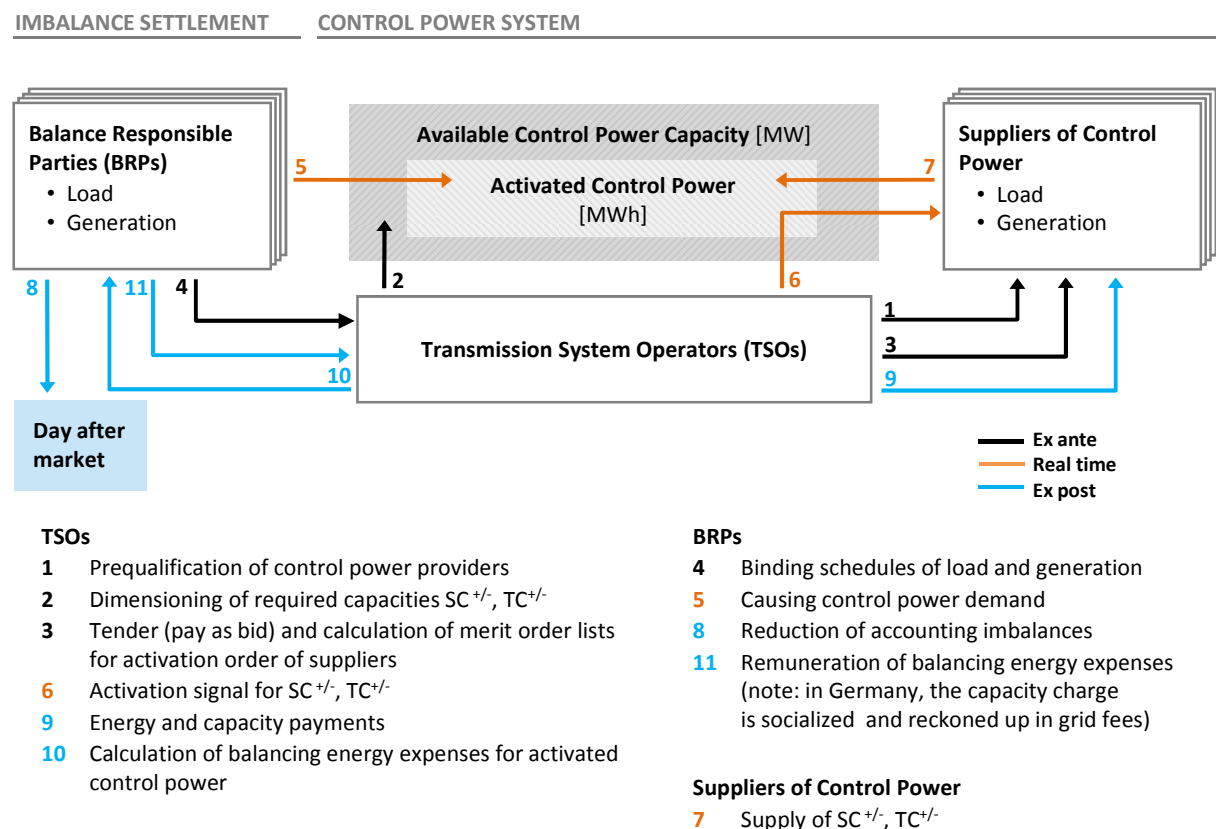 IMBALANCE SETTLEMENT
CONTROL POWER SYSTEM
Balance Responsible
Parties (BRPs)
• Load
• Generation
Available Control Power Capacity [MW]
Activated Control Power
[MWh]
Suppliers of Control
Power
• Load
• Generation
5
7
8
11
4
2
6
1
3
10
9
Transmission System Operators (TSOs)
Day after
market
Ex ante
Real time
Ex post
TSOs
1 Prequalification of control power providers
2 Dimensioning of required capacities SC +/-, TC+/-
3 Tender (pay as bid) and calculation of merit order lists
for activation order of suppliers
6 Activation signal for SC +/-, TC+/-
9 Energy and capacity payments
10 Calculation of balancing energy expenses for activated
control power
BRPs
4 Binding schedules of load and generation
5 Causing control power demand
8 Reduction of accounting imbalances
11 Remuneration of balancing energy expenses
(note: in Germany, the capacity charge
is socialized and reckoned up in grid fees)
Suppliers of Control Power
7 Supply of SC +/-, TC+/-